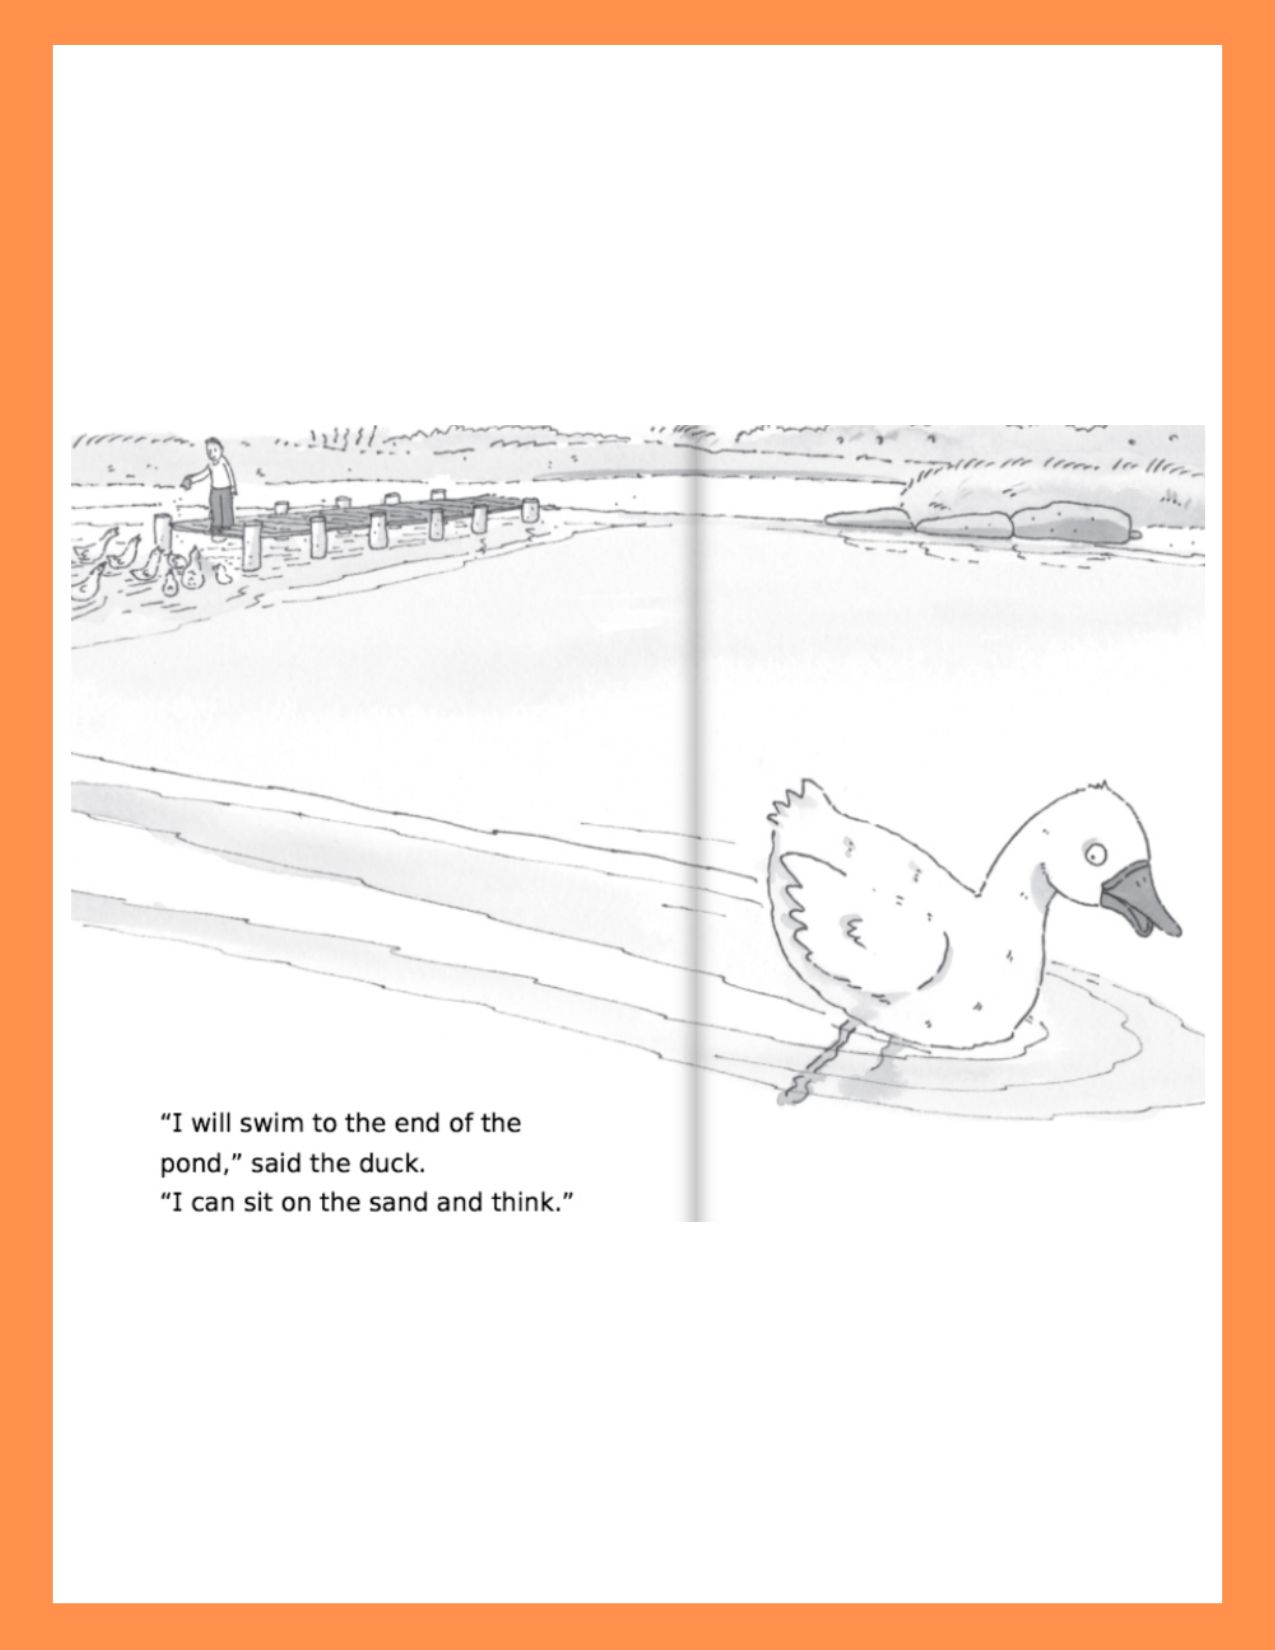 “I will swim to the end of the
pond,” said the duck.
“I can sit on the sand and think.”